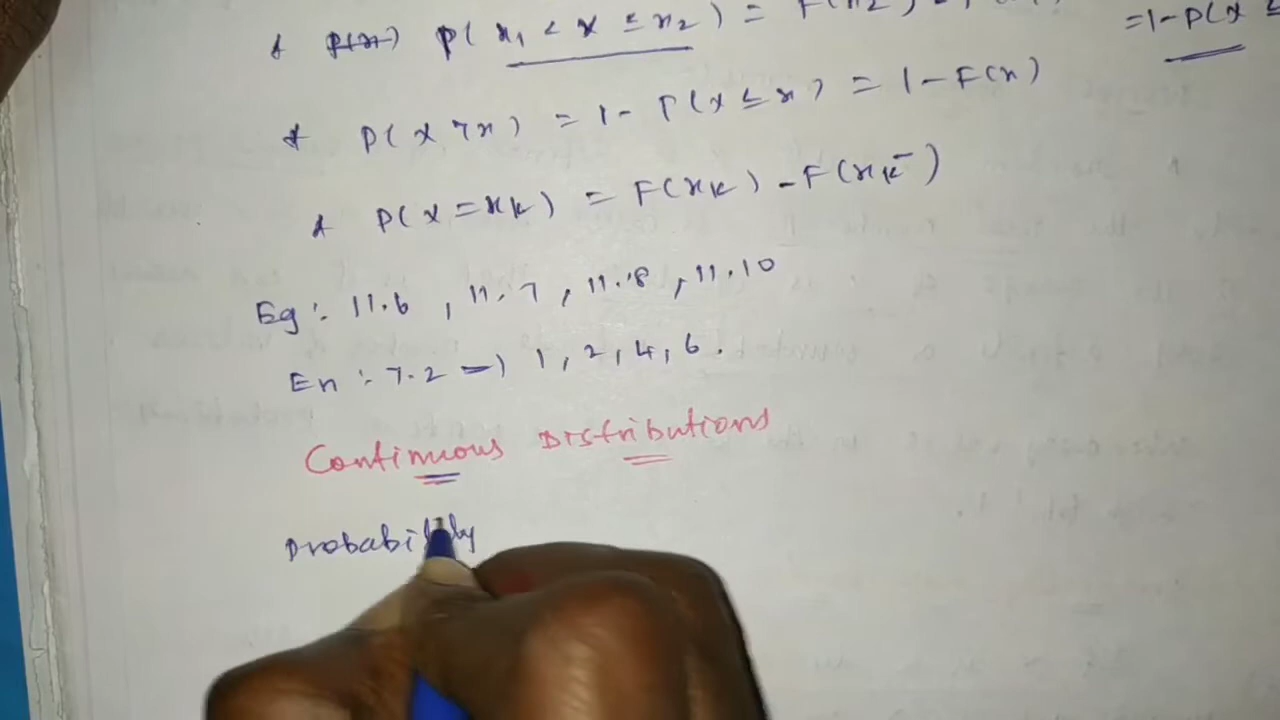 P(x) P( x₁ < X ≤ x₂ ) = F(x₂) -
= 1 - P(X ≤
P( X > x ) = 1 - P(X ≤ x) = 1 - F(x)
P( X = xₖ ) = F(xₖ) - F(xₖ⁻)
Eg :. 11.6 , 11.7 , 11.8 , 11.10
En :- 7.2 → 1, 2, 4, 6.
Continuous Distributions
Probability